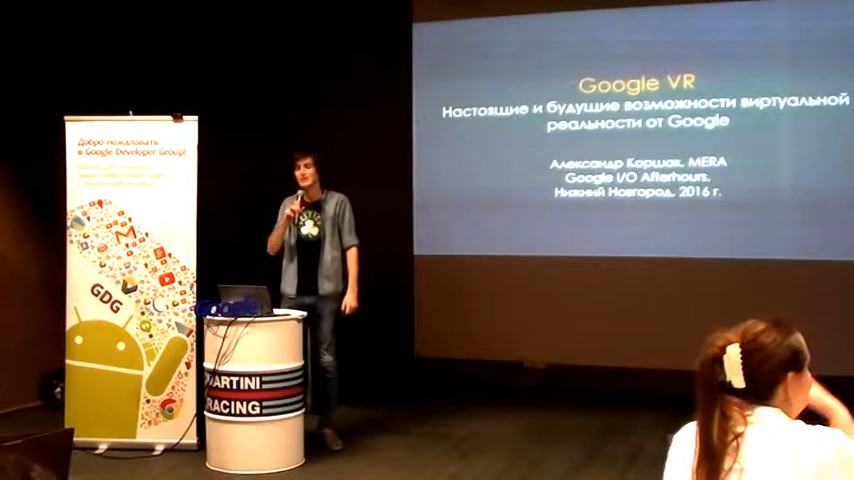 Google VR
Настоящие и будущие возможности виртуальной
реальности от Google
Александр Коршак, MERA
Google I/O Afterhours,
Нижний Новгород, 2016 г.
Добро пожаловать
в Google Developer Group!
GDG
Google
MARTINI
RACING